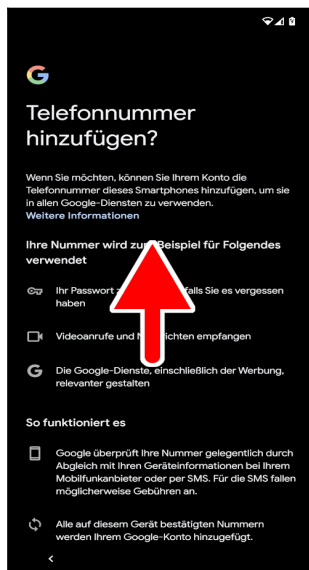 Telefonnummer
hinzufügen?
Wenn Sie möchten, können Sie Ihrem Konto die
Telefonnummer dieses Smartphones hinzufügen, um sie
in allen Google-Diensten zu verwenden.
Weitere Informationen
Ihre Nummer wird zum Beispiel für Folgendes
verwendet
Ihr Passwort falls Sie es vergessen
haben
Videoanrufe und Nachrichten empfangen
Die Google-Dienste, einschließlich der Werbung,
relevanter gestalten
So funktioniert es
Google überprüft Ihre Nummer gelegentlich durch
Abgleich mit Ihren Geräteinformationen bei Ihrem
Mobilfunkanbieter oder per SMS. Für die SMS fallen
möglicherweise Gebühren an.
Alle auf diesem Gerät bestätigten Nummern
werden Ihrem Google-Konto hinzugefügt.